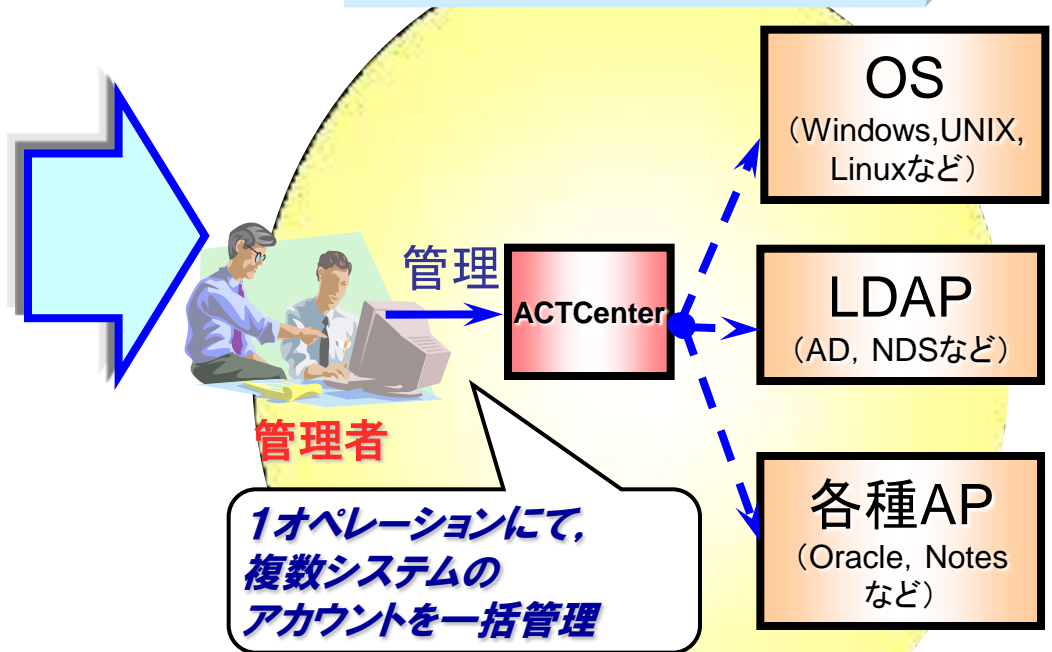 OS
（Windows,UNIX,
Linuxなど）
管理
ACTCenter
LDAP
（AD，NDSなど）
管理者
各種AP
（Oracle，Notes
など）
1オペレーションにて,
複数システムの
アカウントを一括管理